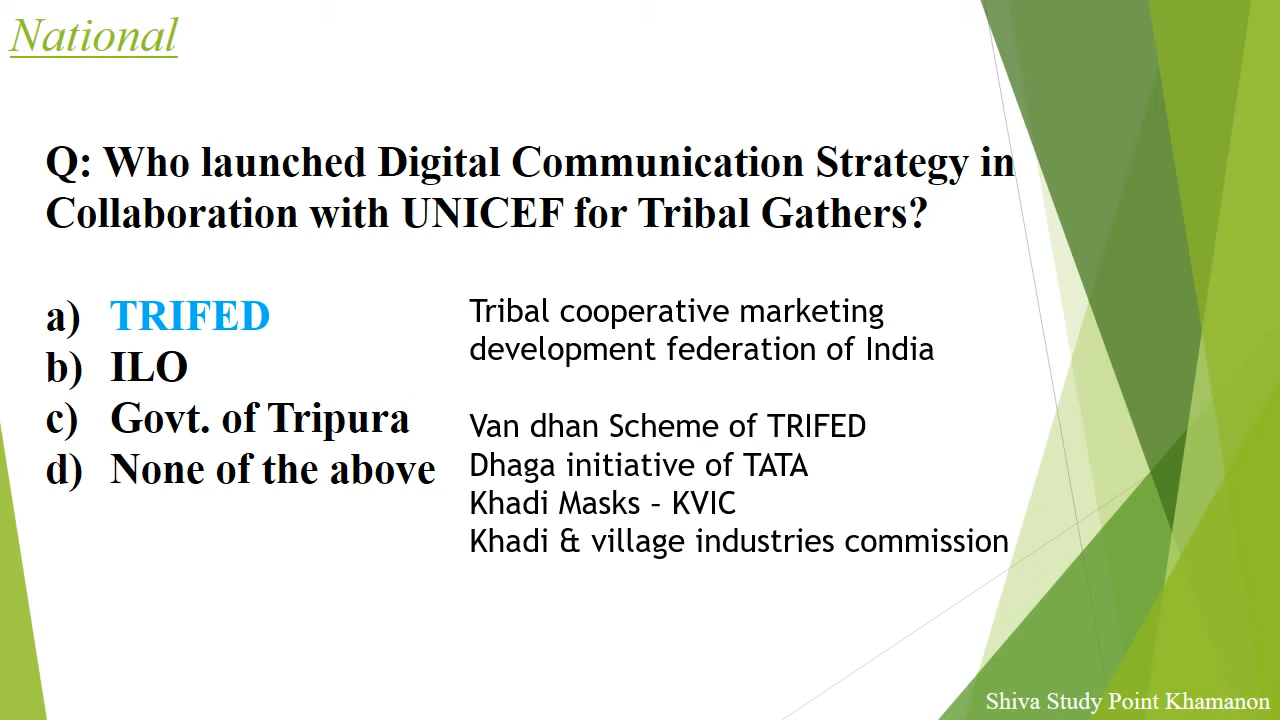 National
Q: Who launched Digital Communication Strategy in
Collaboration with UNICEF for Tribal Gathers?
a) TRIFED
b) ILO
c) Govt. of Tripura
d) None of the above
Tribal cooperative marketing
development federation of India
Van dhan Scheme of TRIFED
Dhaga initiative of TATA
Khadi Masks – KVIC
Khadi & village industries commission
Shiva Study Point Khamanon